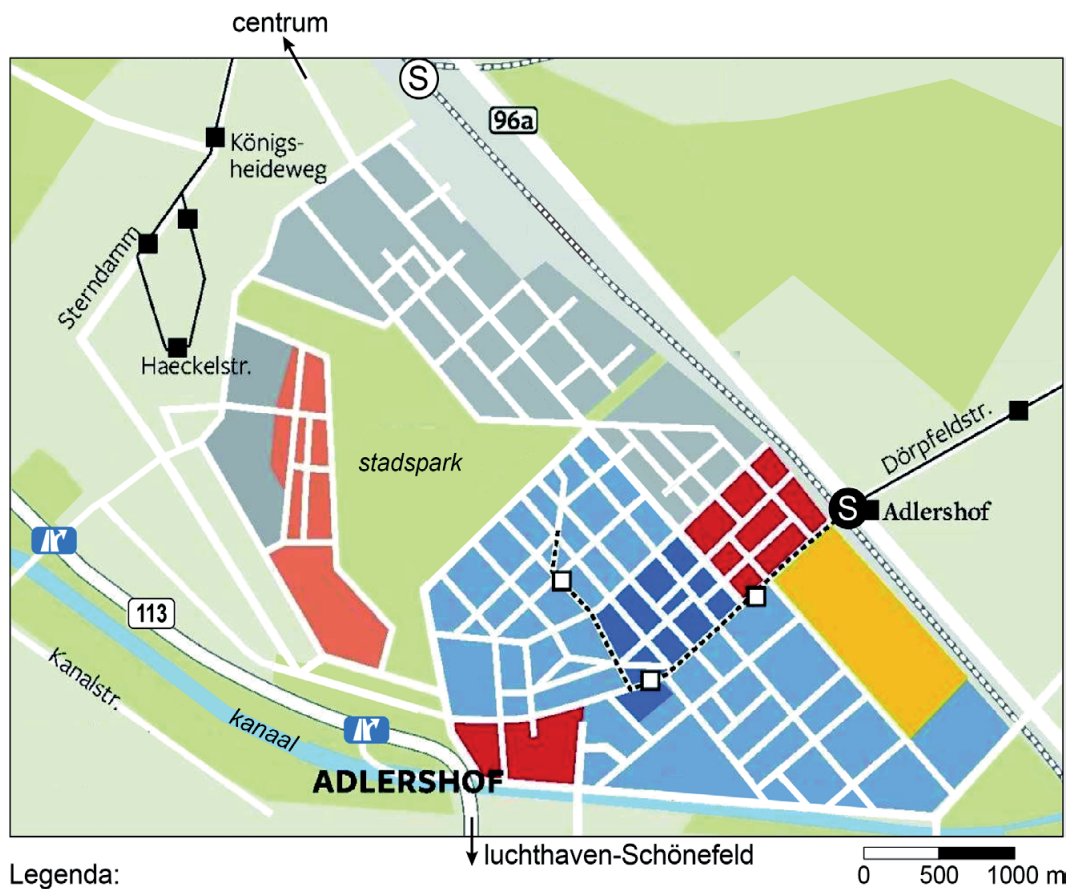 centrum
S
96a
Königs-
heideweg
Sterndamm
Haeckelstr.
Dörpfeldstr.
stadspark
S
Adlershof
113
Kanalstr.
kanaal
ADLERSHOF
luchthaven-Schönefeld
Legenda:
0 500 1000 m